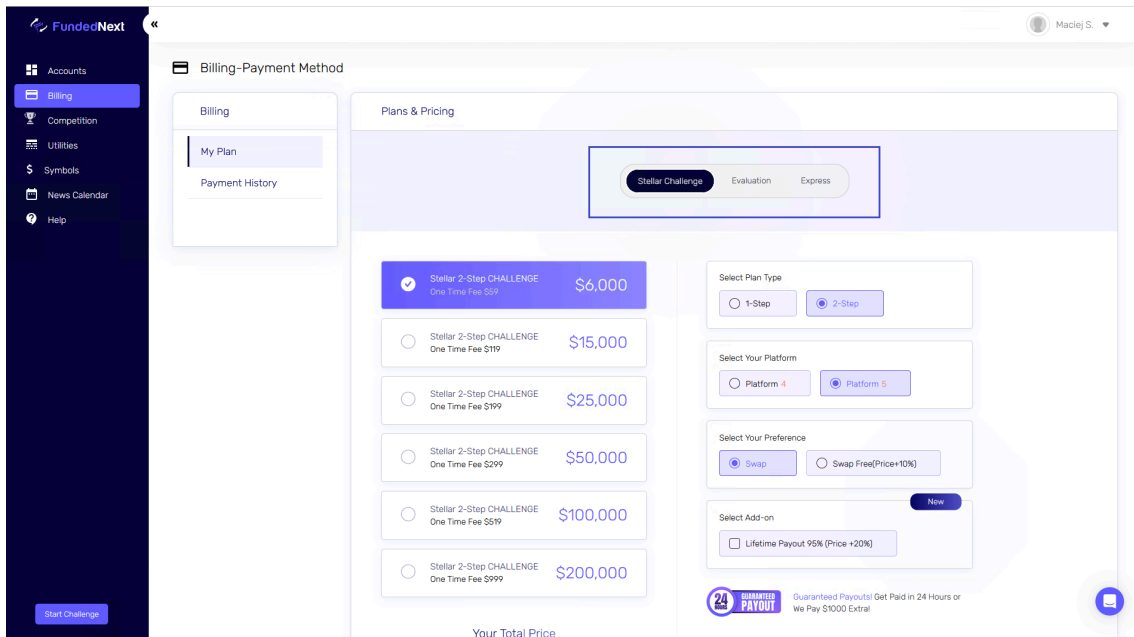 FundedNext
«
Maciej S.
Accounts
Billing
Competition
Utilities
$ Symbols
News Calendar
Help
Start Challenge
Billing-Payment Method
Billing
My Plan
Payment History
Plans & Pricing
Stellar Challenge Evaluation Express
Stellar 2-Step CHALLENGE
One Time Fee $59
$6,000
Stellar 2-Step CHALLENGE
One Time Fee $119
$15,000
Stellar 2-Step CHALLENGE
One Time Fee $199
$25,000
Stellar 2-Step CHALLENGE
One Time Fee $299
$50,000
Stellar 2-Step CHALLENGE
One Time Fee $519
$100,000
Stellar 2-Step CHALLENGE
One Time Fee $999
$200,000
Your Total Price
Select Plan Type
1-Step 2-Step
Select Your Platform
Platform 4 Platform 5
Select Your Preference
Swap Swap Free(Price+10%)
New
Select Add-on
Lifetime Payout 95% (Price +20%)
24 HOURS
GUARANTEED
PAYOUT
Guaranteed Payouts! Get Paid in 24 Hours or
We Pay $1000 Extra!